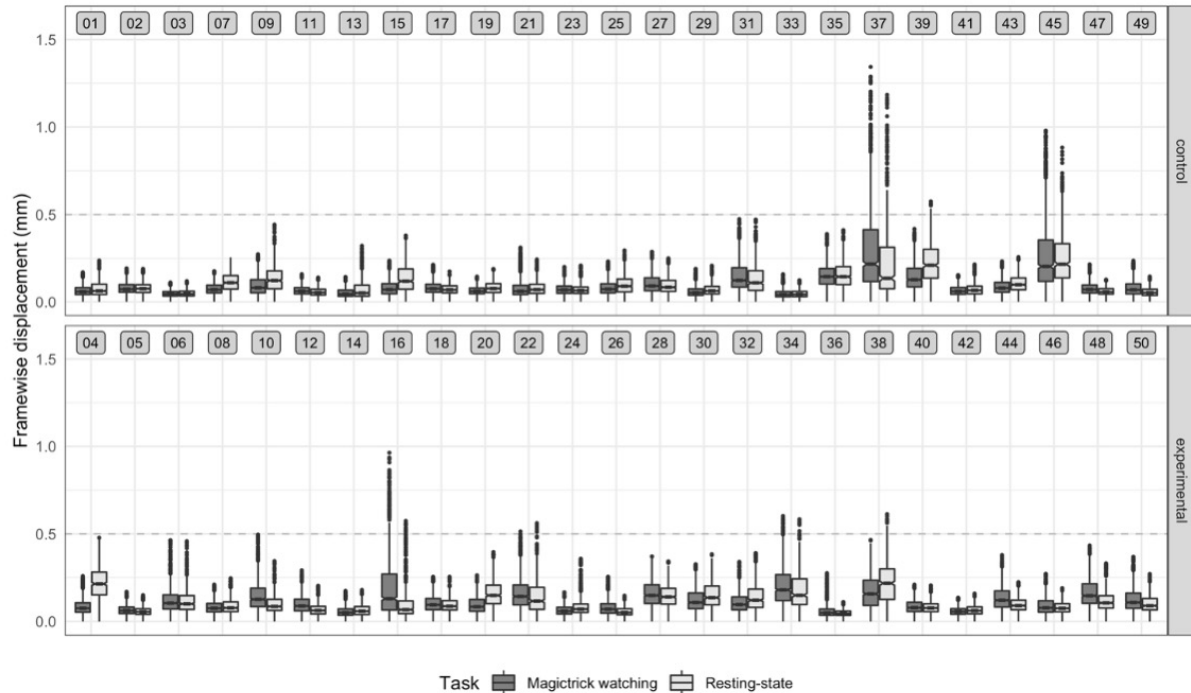 01 02 03 07 09 11 13 15 17 19 21 23 25 27 29 31 33 35 37 39 41 43 45 47 49
1.5
1.0
0.5
0.0
control
Framewise displacement (mm)
04 05 06 08 10 12 14 16 18 20 22 24 26 28 30 32 34 36 38 40 42 44 46 48 50
1.5
1.0
0.5
0.0
experimental
Task Magictrick watching Resting-state